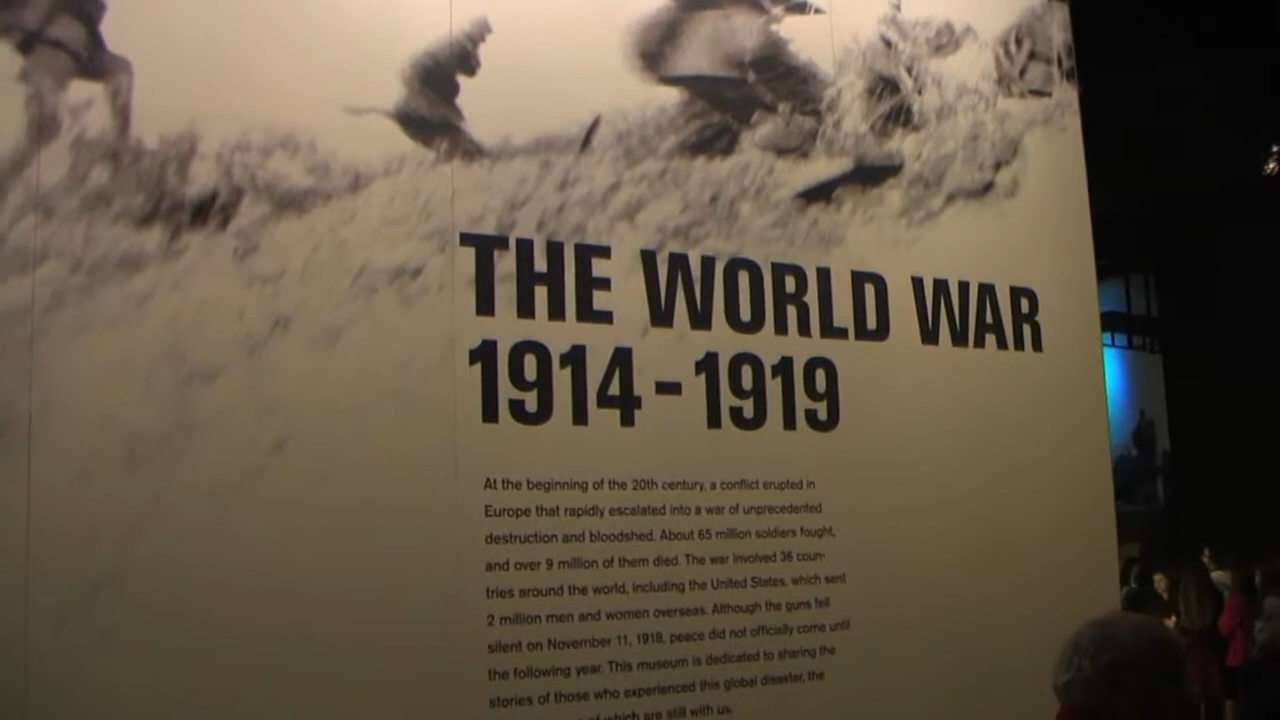 THE WORLD WAR
1914-1919
At the beginning of the 20th century, a conflict erupted in
Europe that rapidly escalated into a war of unprecedented
destruction and bloodshed. About 65 million soldiers fought,
and over 9 million of them died. The war involved 36 coun-
tries around the world, including the United States, which sent
2 million men and women overseas. Although the guns fell
silent on November 11, 1918, peace did not officially come until
the following year. This museum is dedicated to sharing the
stories of those who experienced this global disaster, the
of which are still with us.